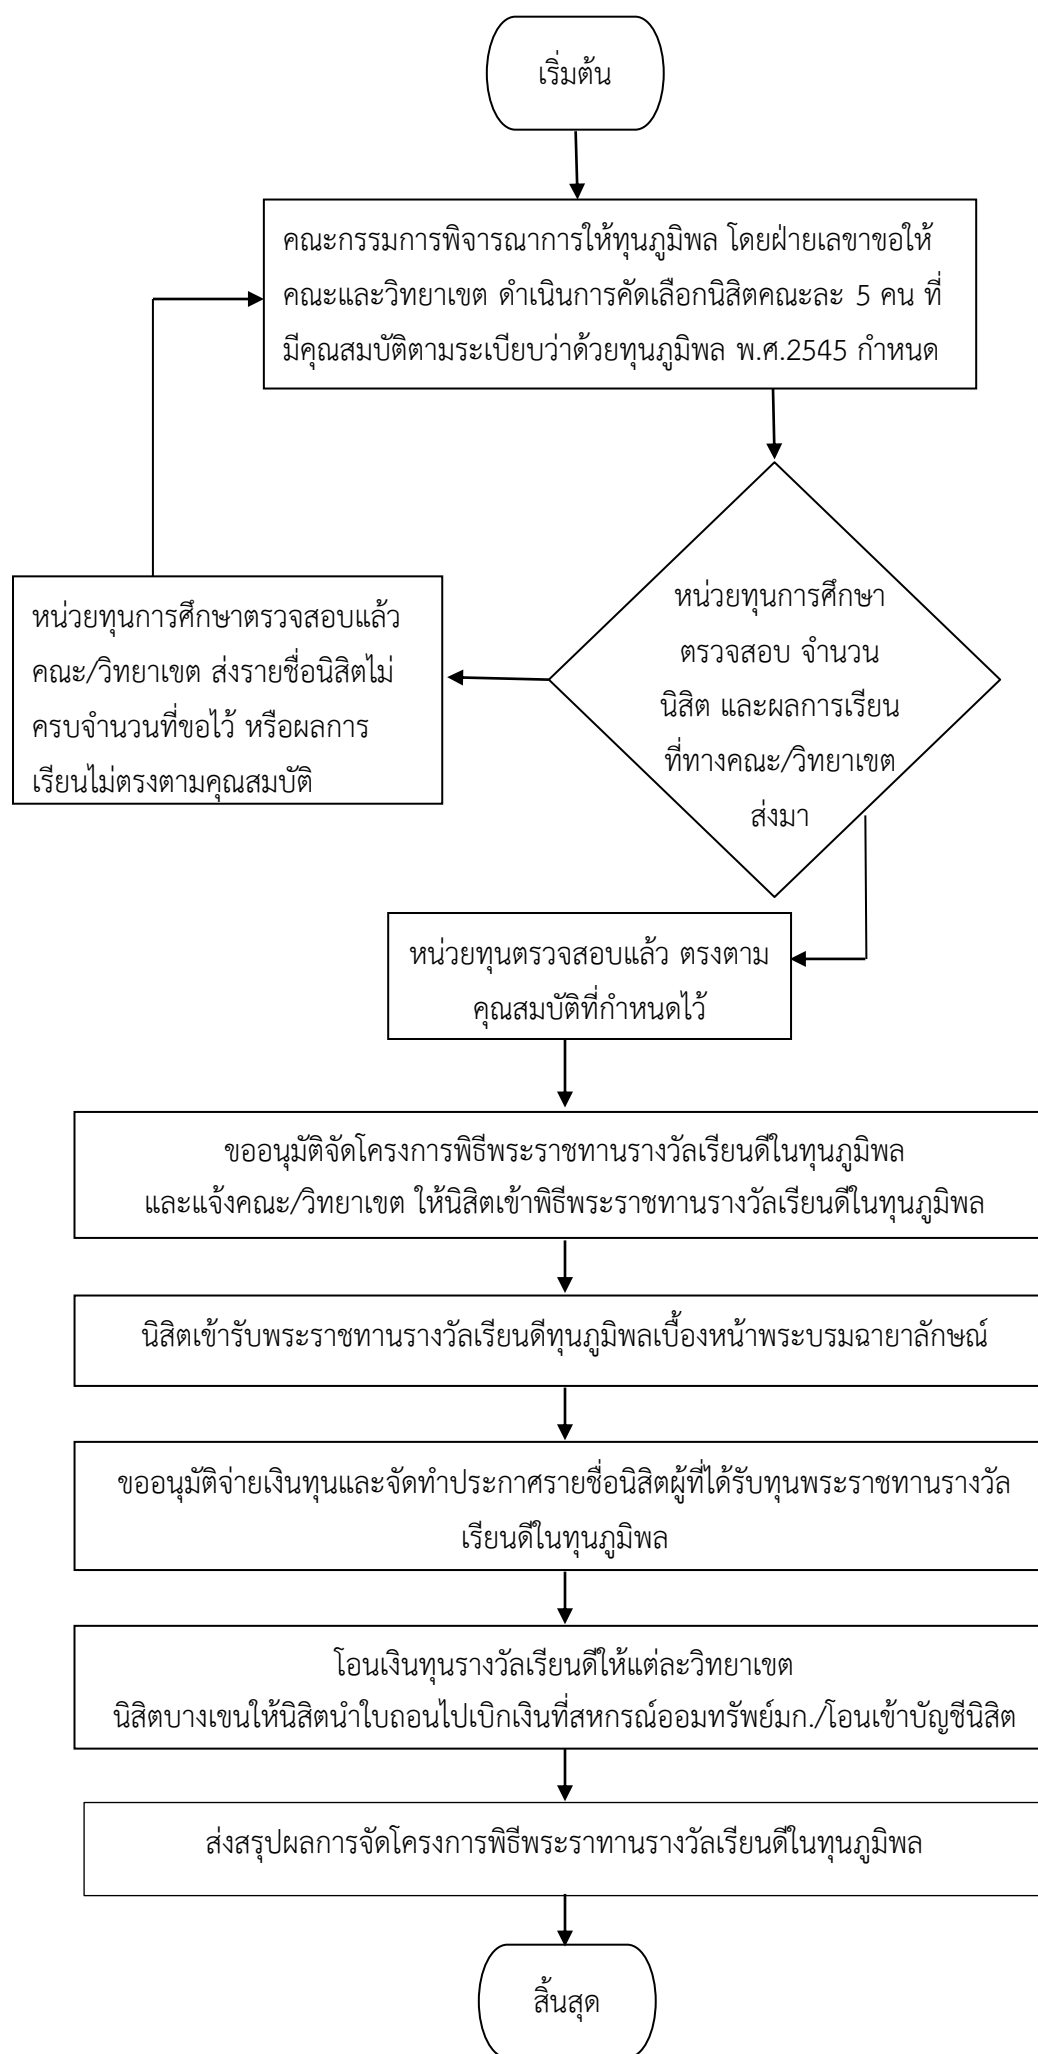 เริ่มต้น
คณะกรรมการพิจารณาการให้ทุนภูมิพล โดยฝ่ายเลขาขอให้
คณะและวิทยาเขต ดำเนินการคัดเลือกนิสิตคณะละ 5 คน ที่
มีคุณสมบัติตามระเบียบว่าด้วยทุนภูมิพล พ.ศ.2545 กำหนด
หน่วยทุนการศึกษา
ตรวจสอบ จำนวน
นิสิต และผลการเรียน
ที่ทางคณะ/วิทยาเขต
ส่งมา
หน่วยทุนการศึกษาตรวจสอบแล้ว
คณะ/วิทยาเขต ส่งรายชื่อนิสิตไม่
ครบจำนวนที่ขอไว้ หรือผลการ
เรียนไม่ตรงตามคุณสมบัติ
หน่วยทุนตรวจสอบแล้ว ตรงตาม
คุณสมบัติที่กำหนดไว้
ขออนุมัติจัดโครงการพิธีพระราชทานรางวัลเรียนดีในทุนภูมิพล
และแจ้งคณะ/วิทยาเขต ให้นิสิตเข้าพิธีพระราชทานรางวัลเรียนดีในทุนภูมิพล
นิสิตเข้ารับพระราชทานรางวัลเรียนดีทุนภูมิพลเบื้องหน้าพระบรมฉายาลักษณ์
ขออนุมัติจ่ายเงินทุนและจัดทำประกาศรายชื่อนิสิตผู้ที่ได้รับทุนพระราชทานรางวัล
เรียนดีในทุนภูมิพล
โอนเงินทุนรางวัลเรียนดีให้แต่ละวิทยาเขต
นิสิตบางเขนให้นิสิตนำใบถอนไปเบิกเงินที่สหกรณ์ออมทรัพย์มก./โอนเข้าบัญชีนิสิต
ส่งสรุปผลการจัดโครงการพิธีพระราทานรางวัลเรียนดีในทุนภูมิพล
สิ้นสุด